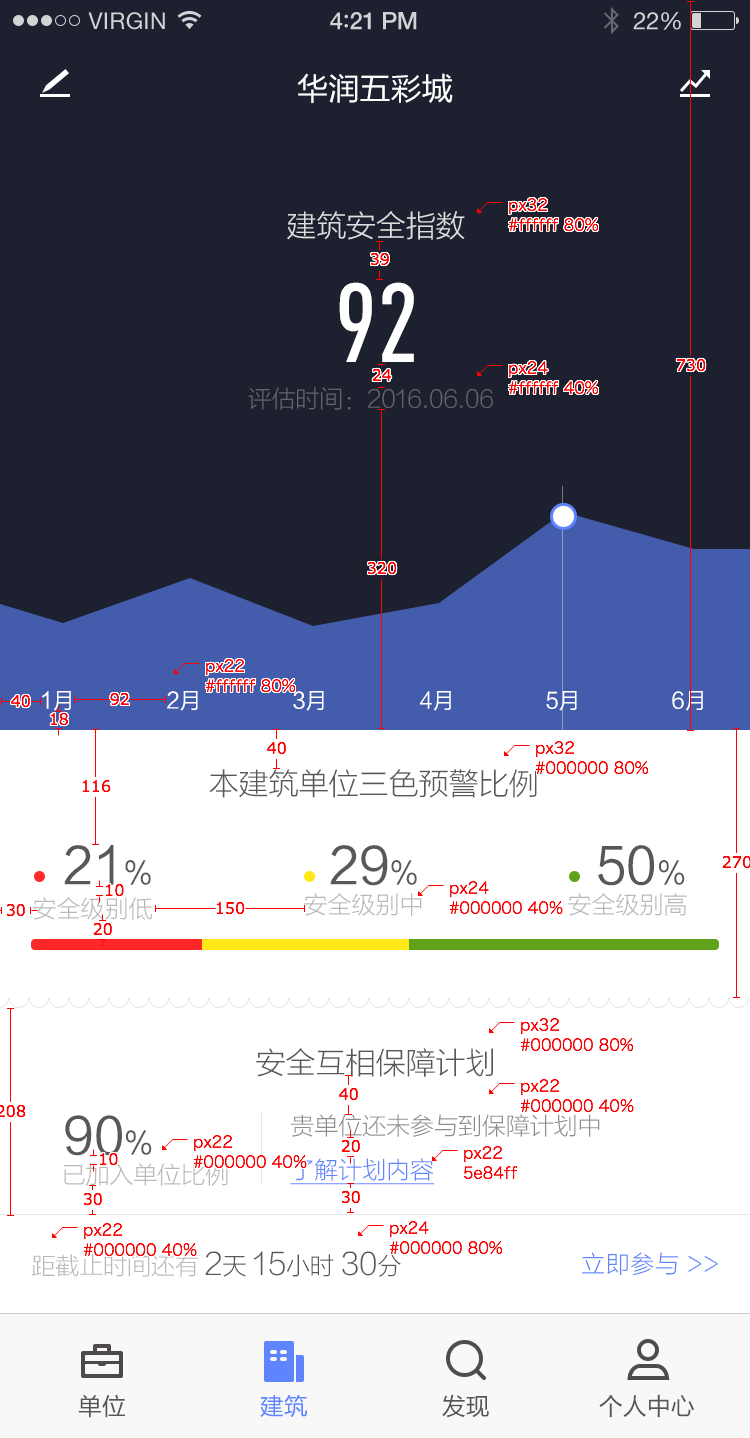 VIRGIN 4:21 PM 22%
华润五彩城
px32
建筑安全指数
#ffffff 80%
39
92
730
px24
24
#ffffff 40%
评估时间：2016.06.06
320
px22
#ffffff 80%
40 1月 92 2月 3月 4月 5月 6月
18
40
px32
#000000 80%
116
本建筑单位三色预警比例
21% 29% 50%
270
10
px24
#000000 40%
30 安全级别低 150 安全级别中 安全级别高
20
px32
#000000 80%
安全互相保障计划
px22
40
#000000 40%
208
贵单位还未参与到保障计划中
90%
px22
20
px22
10
#000000 40%
5e84ff
已加入单位比例
了解计划内容
30
30
px22
px24
#000000 40%
#000000 80%
距截止时间还有 2天 15小时 30分 立即参与 >>
单位 建筑 发现 个人中心